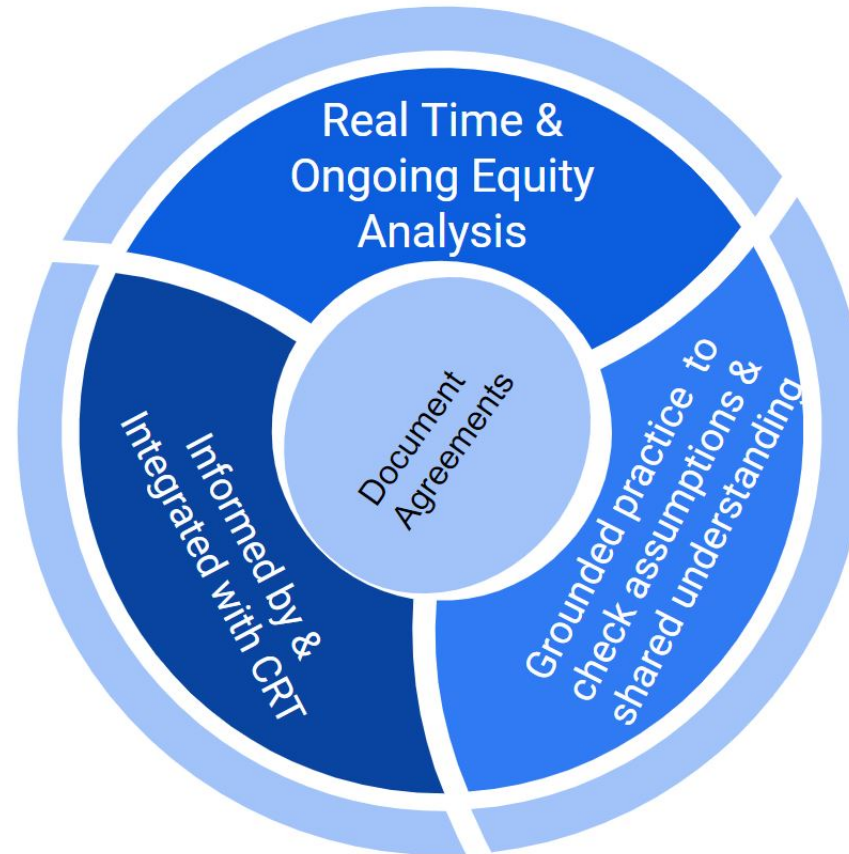 Real Time &
Ongoing Equity
Analysis
Grounded practice to
check assumptions &
shared understanding
Informed by &
Integrated with CRT
Document
Agreements